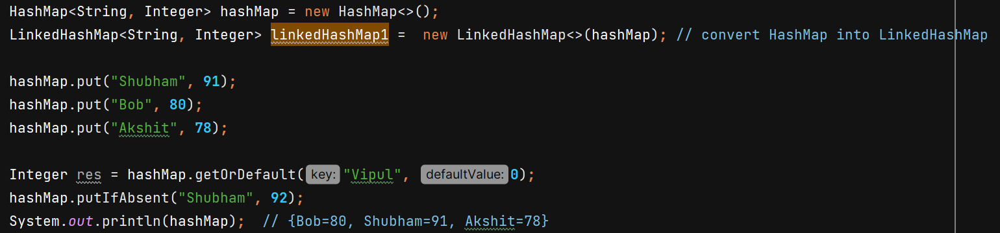 HashMap<String, Integer> hashMap = new HashMap<>();
LinkedHashMap<String, Integer> linkedHashMap1 =  new LinkedHashMap<>(hashMap); // convert HashMap into LinkedHashMap
hashMap.put("Shubham", 91);
hashMap.put("Bob", 80);
hashMap.put("Akshit", 78);
Integer res = hashMap.getOrDefault( key: "Vipul", defaultValue: 0);
hashMap.putIfAbsent("Shubham", 92);
System.out.println(hashMap);  // {Bob=80, Shubham=91, Akshit=78}